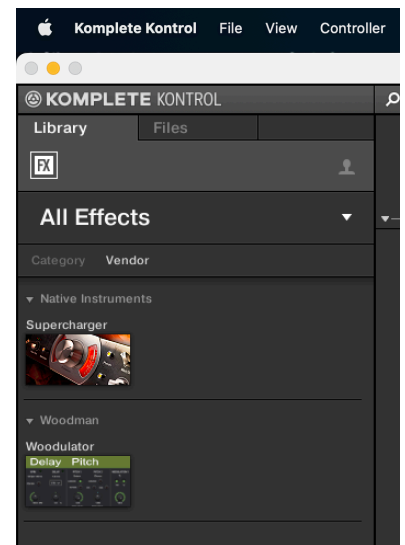 Komplete Kontrol File View Controller
KOMPLETE KONTROL
Library Files
FX
All Effects
Category Vendor
Native Instruments
Supercharger
Woodman
Woodulator
Delay Pitch